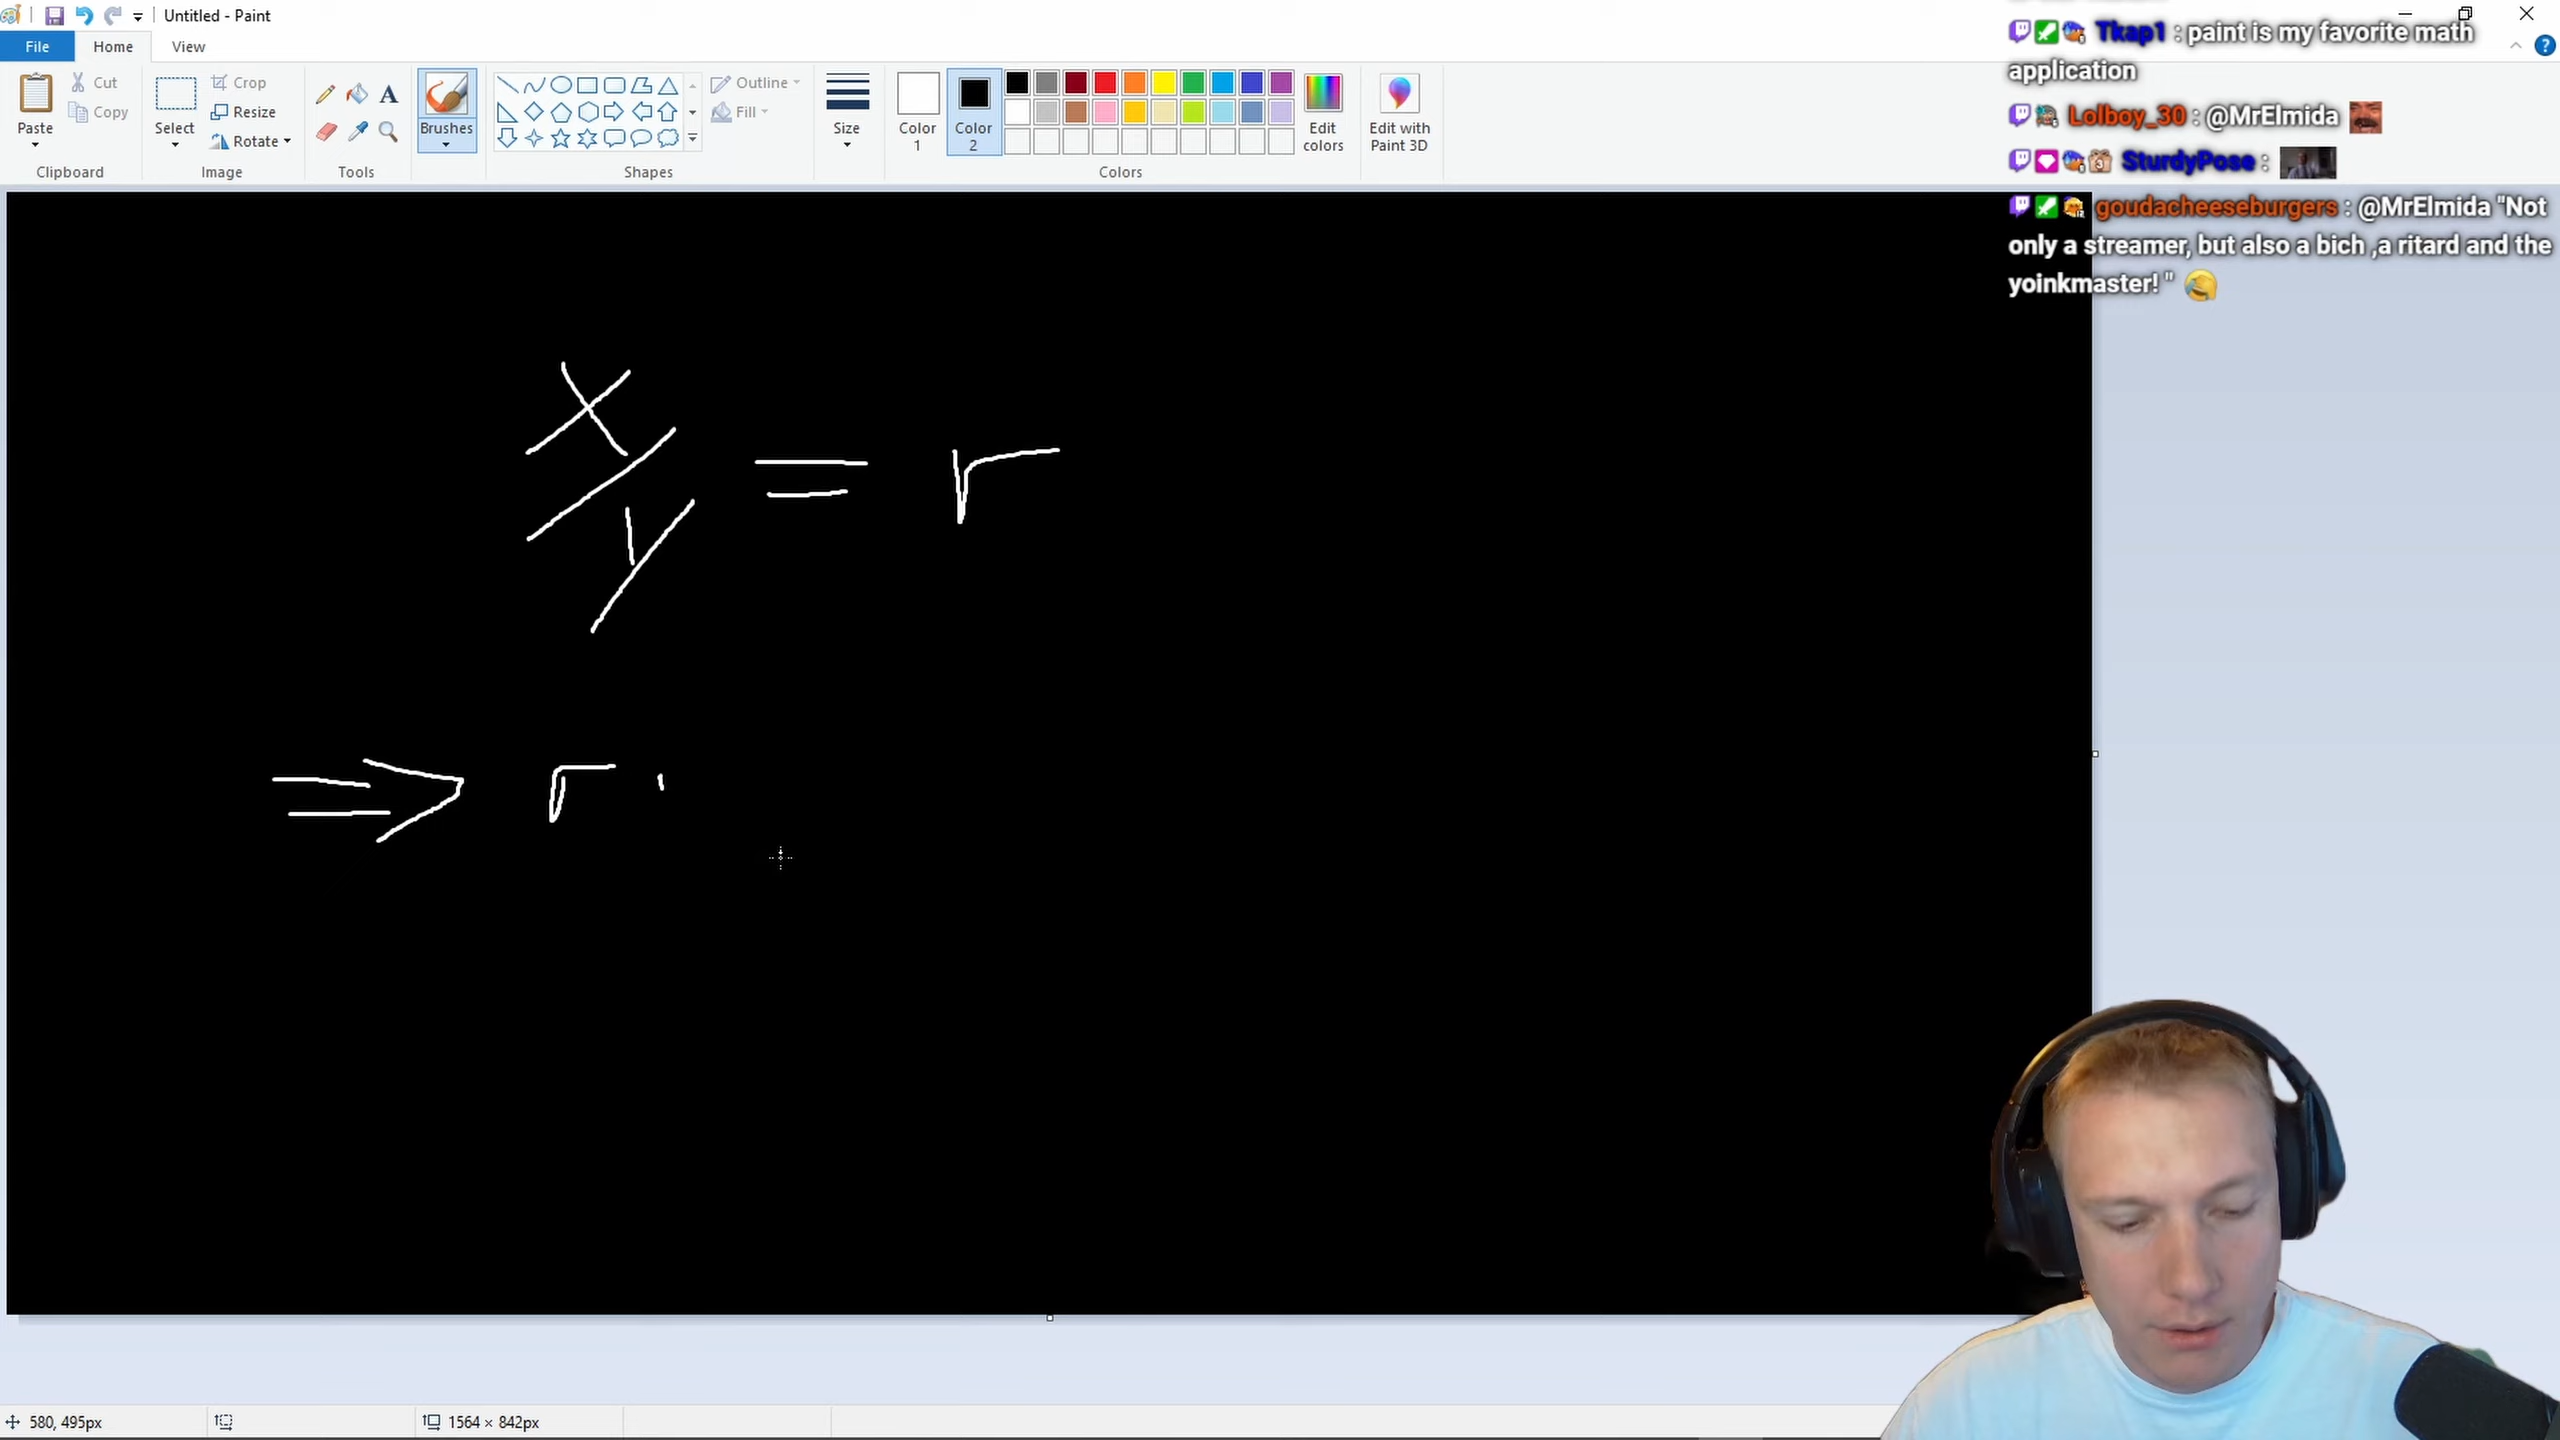 Untitled - Paint
File Home View
Paste
Cut
Copy
Clipboard
Select
Crop
Resize
Rotate
Image
A
Tools
Brushes
Shapes
Outline
Fill
Size
Color 1
Color 2
Edit colors
Colors
Edit with Paint 3D
Tkap1 : paint is my favorite math
application
Lolboy_30 : @MrElmida
SturdyPose :
goudacheeseburgers : @MrElmida "Not
only a streamer, but also a bich ,a ritard and the
yoinkmaster! "
x/y = r
=> r ·
580, 495px
1564 × 842px